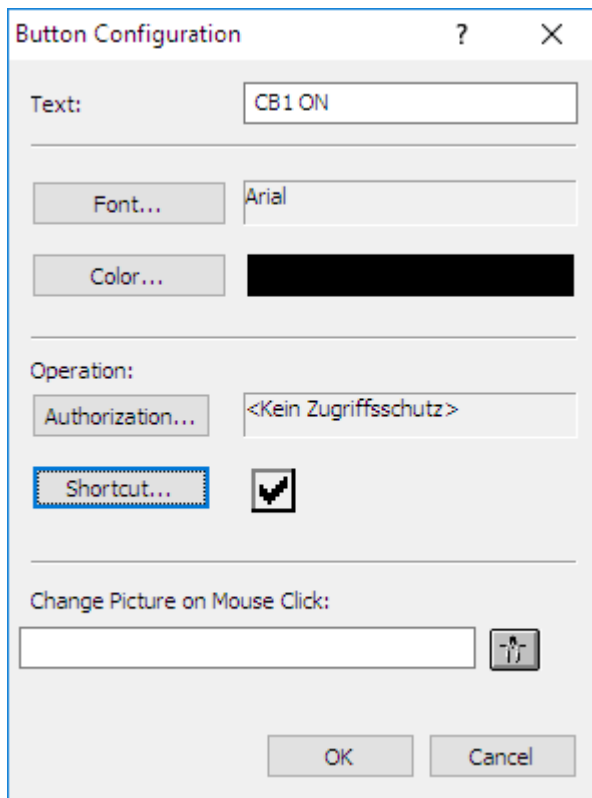 Button Configuration ?
Text: CB1 ON
Font... Arial
Color...
Operation:
Authorization... <Kein Zugriffsschutz>
Shortcut...
Change Picture on Mouse Click:
OK Cancel